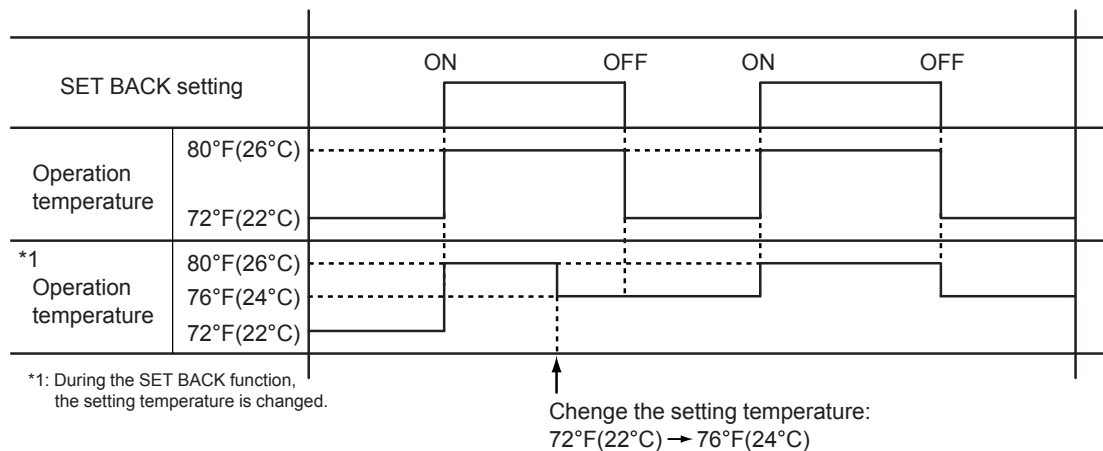 ON OFF ON OFF
SET BACK setting
80°F(26°C)
Operation
temperature
72°F(22°C)
*1
80°F(26°C)
Operation
76°F(24°C)
temperature
72°F(22°C)
*1: During the SET BACK function,
the setting temperature is changed.
Chenge the setting temperature:
72°F(22°C) → 76°F(24°C)